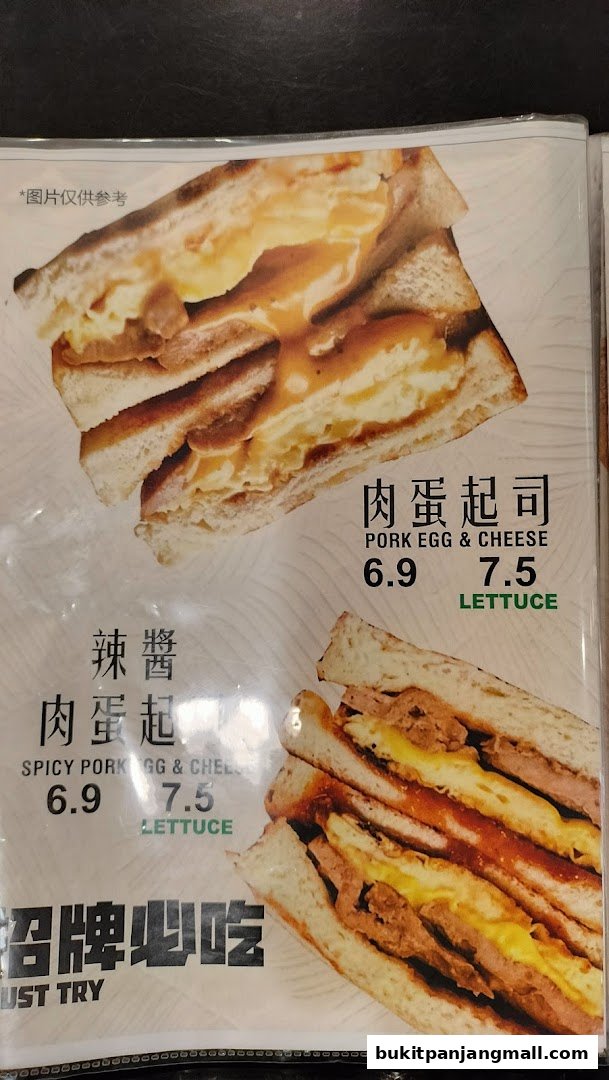 *图片仅供参考
肉蛋起司
PORK EGG & CHEESE
6.9 7.5
LETTUCE
辣醬
肉蛋起
SPICY PORK EGG & CHEESE
6.9 7.5
LETTUCE
招牌必吃
UST TRY
bukitpanjangmall.com